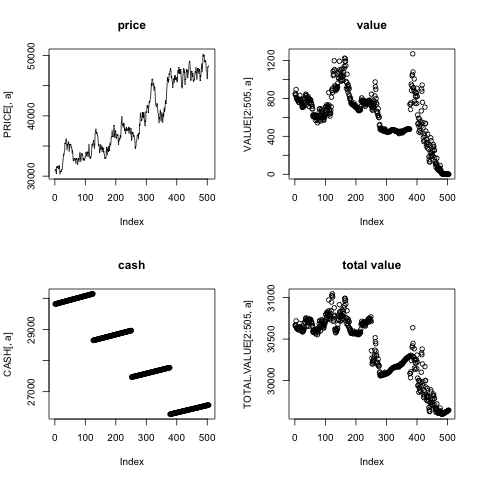 price
PRICE[, a]
50000
40000
30000
0 100 200 300 400 500
Index
value
VALUE[2:505, a]
1200
800
400
0
0 100 200 300 400 500
Index
cash
CASH[, a]
29000
27000
0 100 200 300 400 500
Index
total value
TOTAL.VALUE[2:505, a]
31000
30500
30000
0 100 200 300 400 500
Index